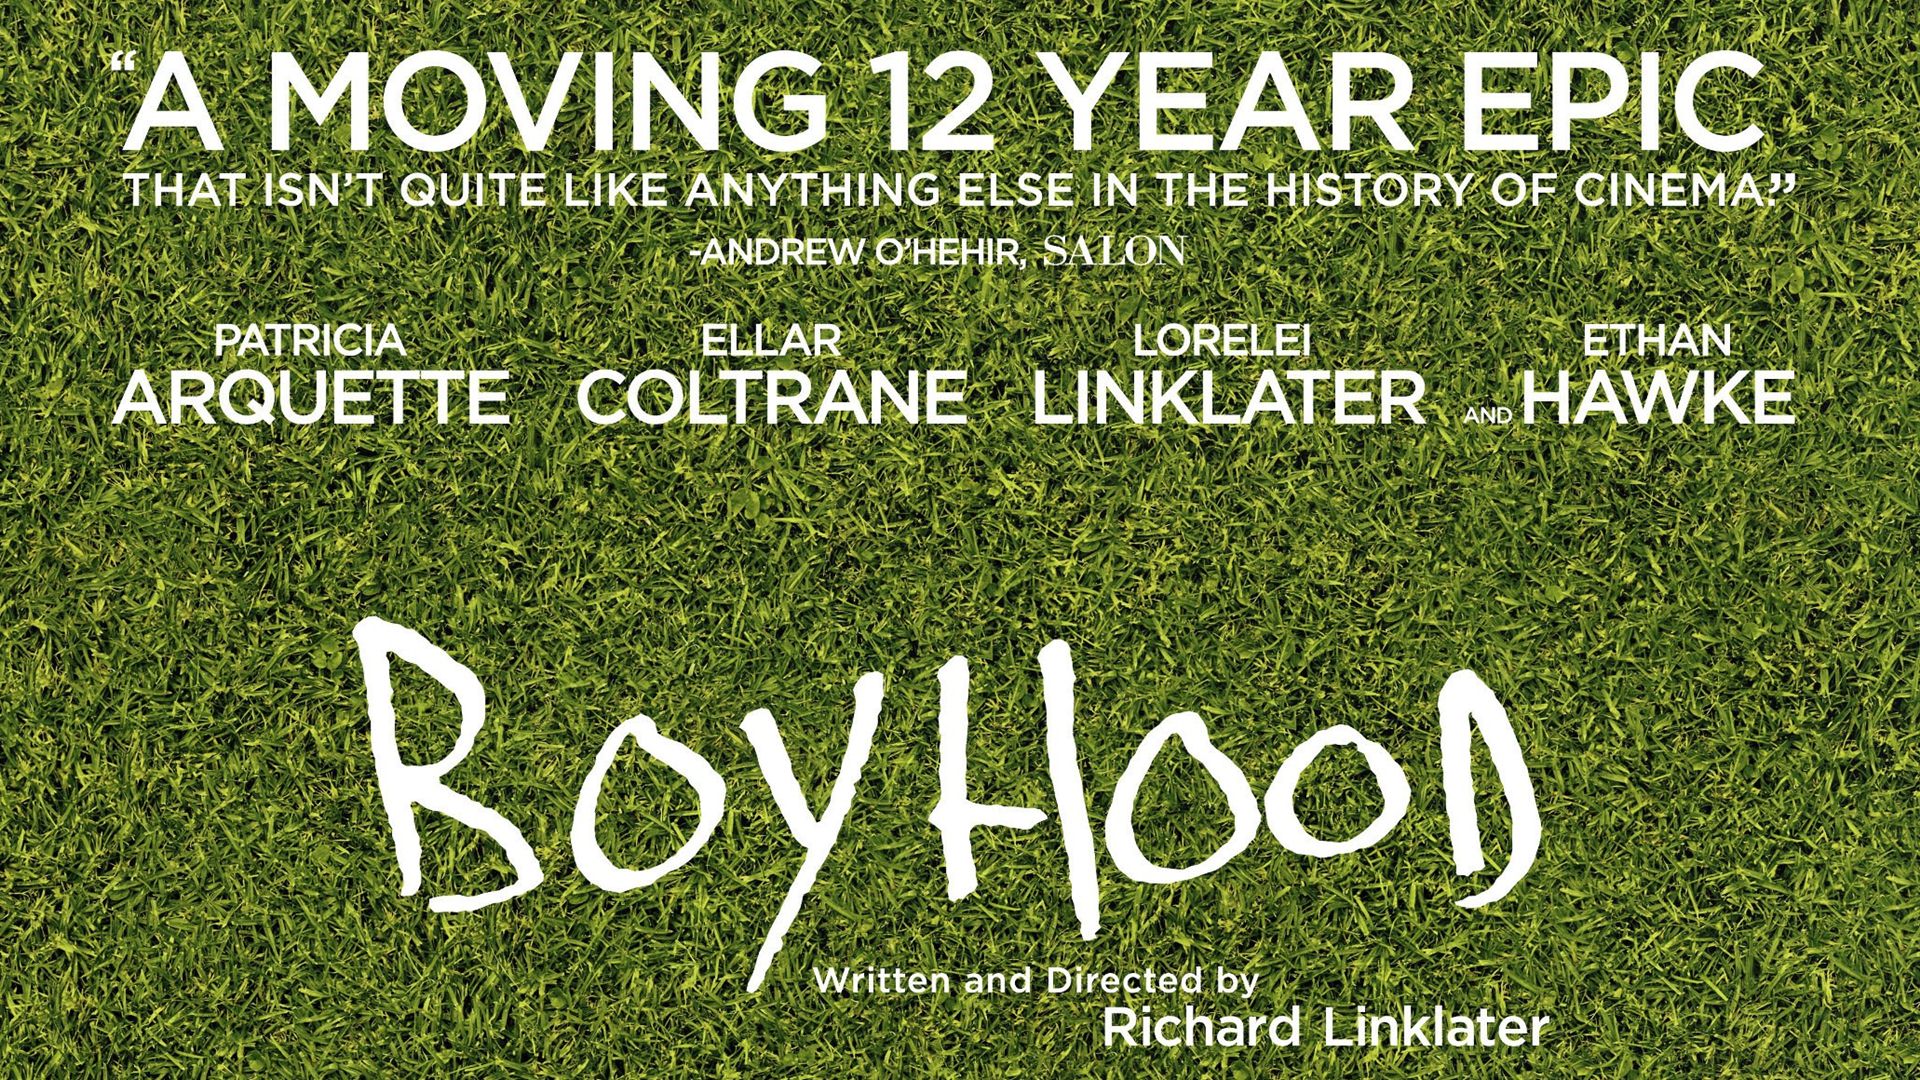 “A MOVING 12 YEAR EPIC
THAT ISN’T QUITE LIKE ANYTHING ELSE IN THE HISTORY OF CINEMA.”
-ANDREW O’HEHIR, SALON
PATRICIA ARQUETTE ELLAR COLTRANE LORELEI LINKLATER AND ETHAN HAWKE
BOYHOOD
Written and Directed by
Richard Linklater